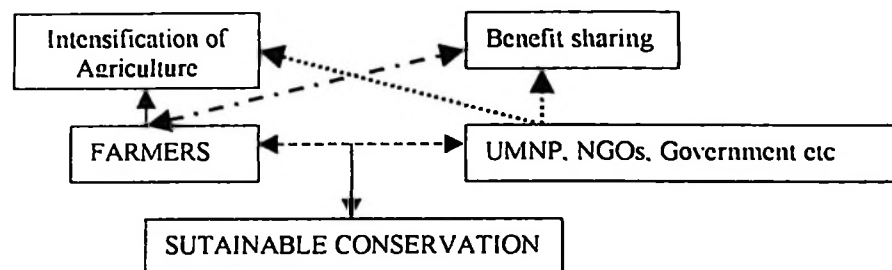 Intensification of
Agriculture
Benefit sharing
FARMERS
UMNP, NGOs, Government etc
SUTAINABLE CONSERVATION